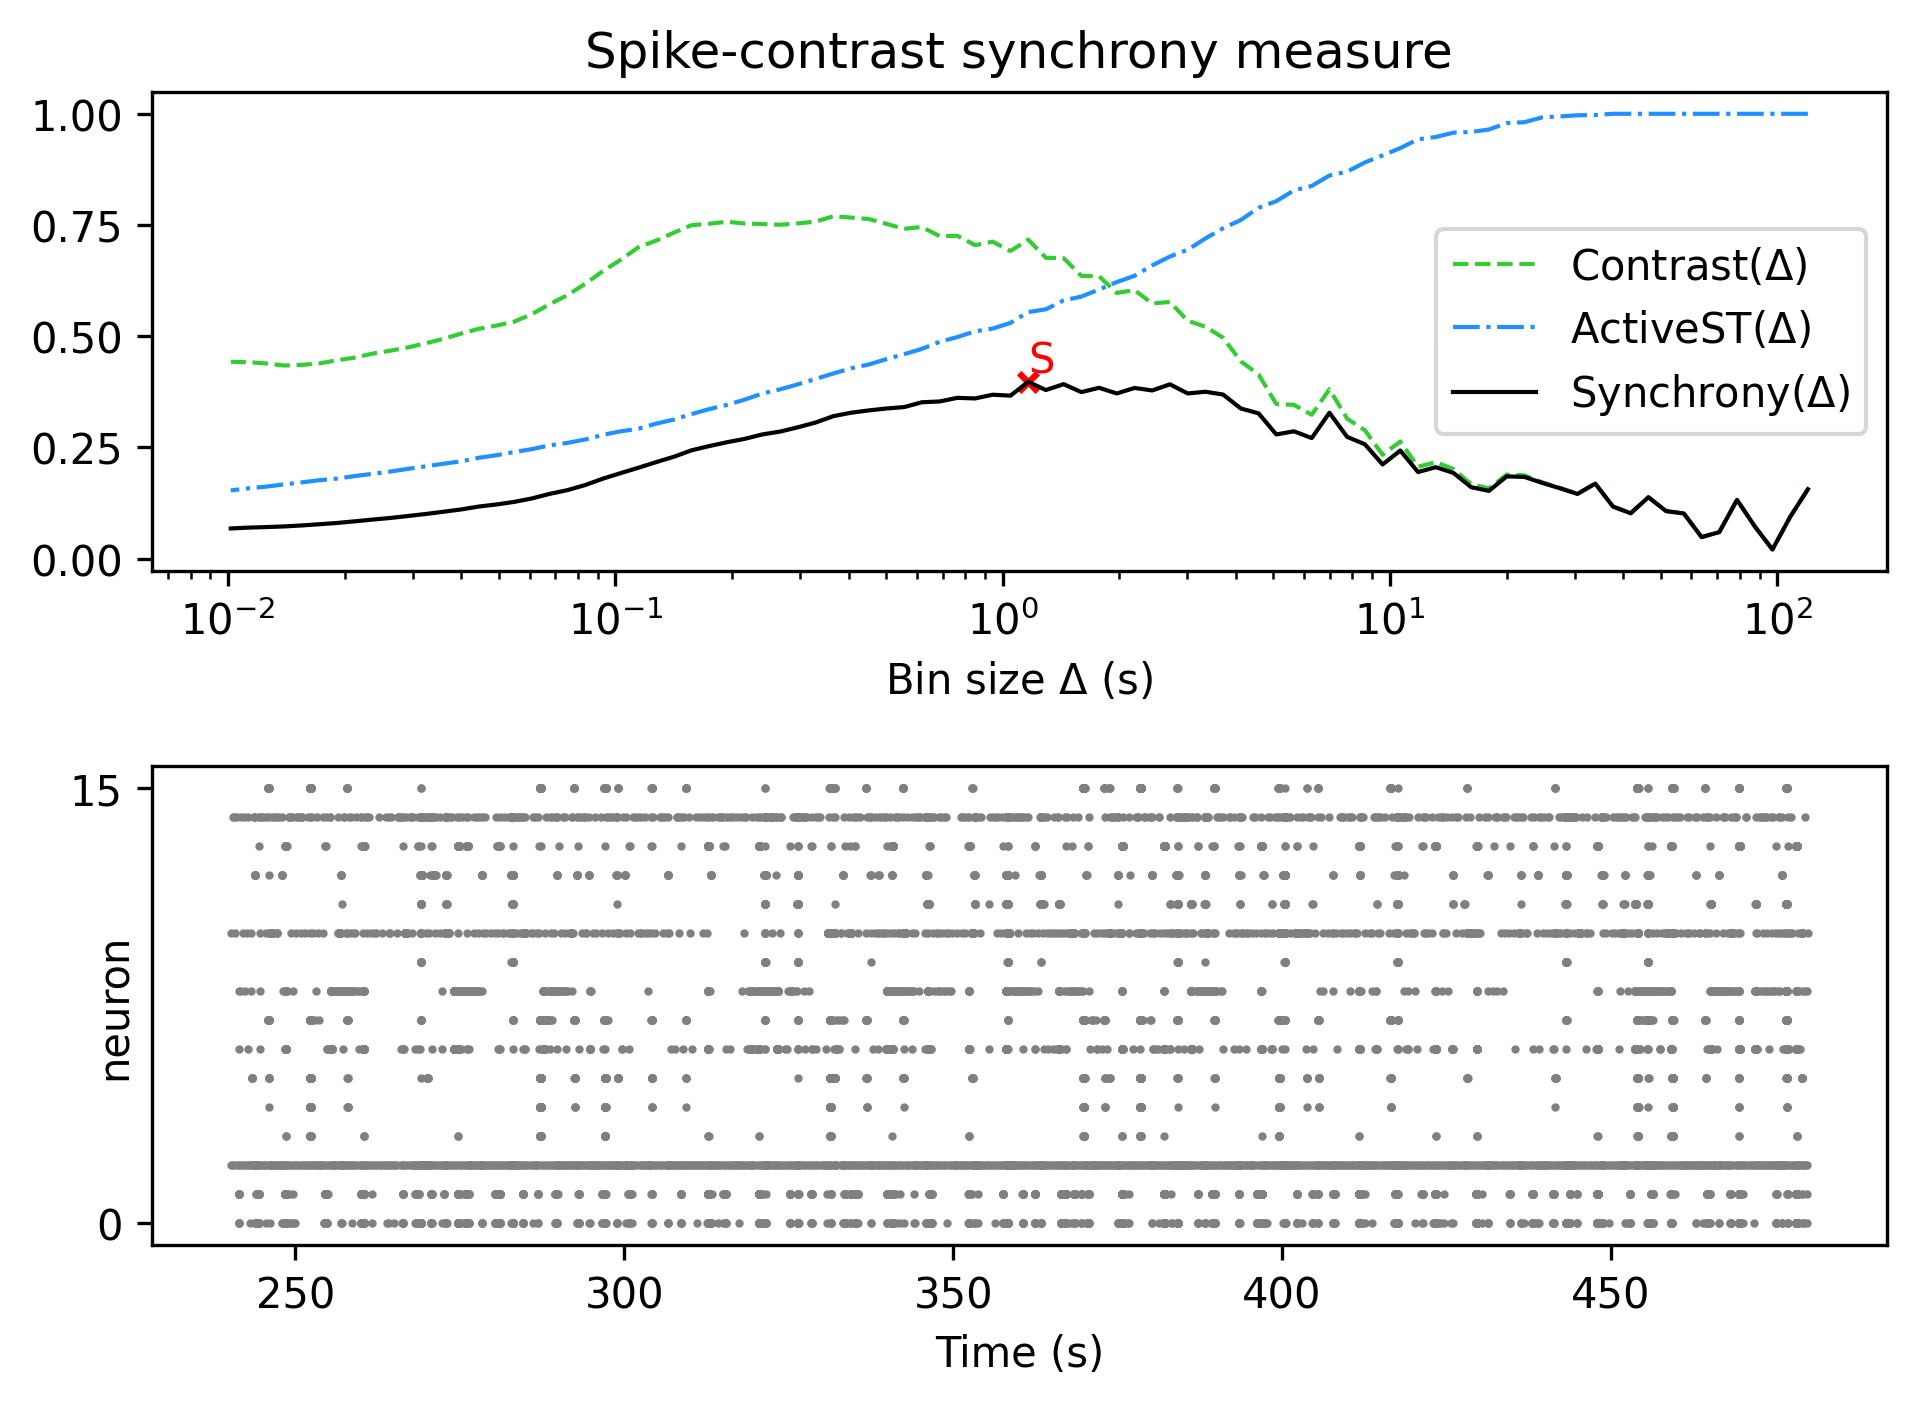 Spike-contrast synchrony measure
1.00
0.75
0.50
0.25
0.00
S
Contrast(Δ)
ActiveST(Δ)
Synchrony(Δ)
10⁻² 10⁻¹ 10⁰ 10¹ 10²
Bin size Δ (s)
15
neuron
0
250 300 350 400 450
Time (s)